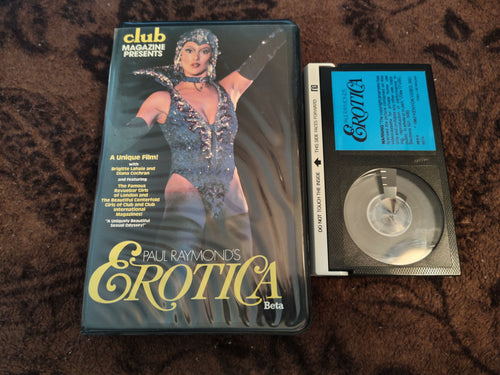 club
MAGAZINE
PRESENTS
A Unique Film!
with
Brigitte Lahaie and
Diana Cochran
and Featuring
The Famous
Revuebar Girls
of London and
The Beautiful Centerfold
Girls of Club and Club
International
Magazines!
"A Uniquely Beautiful
Sexual Odyssey!"
PAUL RAYMOND'S
EROTICA
Beta
DO NOT TOUCH THE INSIDE
THIS SIDE FACES FORWARD
PAUL RAYMOND'S
EROTICA
WARNING: